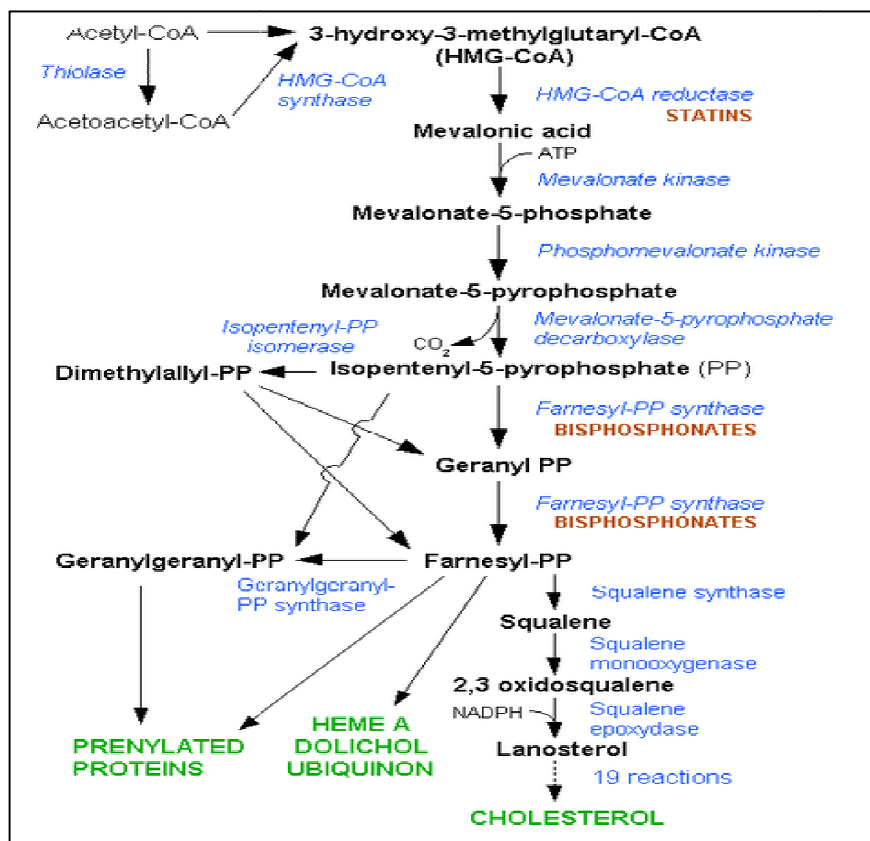 Acetyl-CoA
3-hydroxy-3-methylglutaryl-CoA
(HMG-CoA)
Thiolase
HMG-CoA
synthase
HMG-CoA reductase
STATINS
Acetoacetyl-CoA
Mevalonic acid
ATP
Mevalonate kinase
Mevalonate-5-phosphate
Phosphomevalonate kinase
Mevalonate-5-pyrophosphate
Isopentenyl-PP
isomerase
CO2
Mevalonate-5-pyrophosphate
decarboxylase
Dimethylallyl-PP
Isopentenyl-5-pyrophosphate (PP)
Farnesyl-PP synthase
BISPHOSPHONATES
Geranyl PP
Farnesyl-PP synthase
BISPHOSPHONATES
Geranylgeranyl-PP
Farnesyl-PP
Geranylgeranyl-
PP synthase
Squalene synthase
Squalene
Squalene
monooxygenase
2,3 oxidosqualene
NADPH
Squalene
epoxydase
Lanosterol
PRENYLATED
PROTEINS
HEME A
DOLICHOL
UBIQUINON
19 reactions
CHOLESTEROL